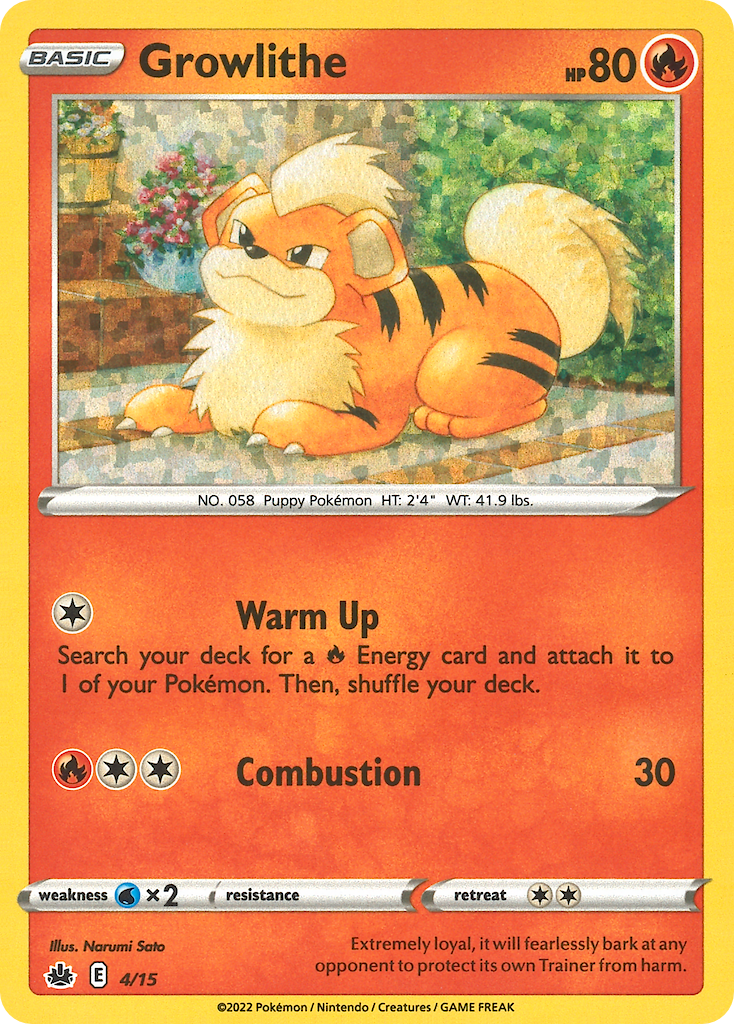 BASIC Growlithe HP 80
NO. 058 Puppy Pokémon HT: 2'4" WT: 41.9 lbs.
Warm Up
Search your deck for a Energy card and attach it to
1 of your Pokémon. Then, shuffle your deck.
Combustion 30
weakness ×2 resistance retreat
Illus. Narumi Sato
Extremely loyal, it will fearlessly bark at any
opponent to protect its own Trainer from harm.
E 4/15
©2022 Pokémon / Nintendo / Creatures / GAME FREAK